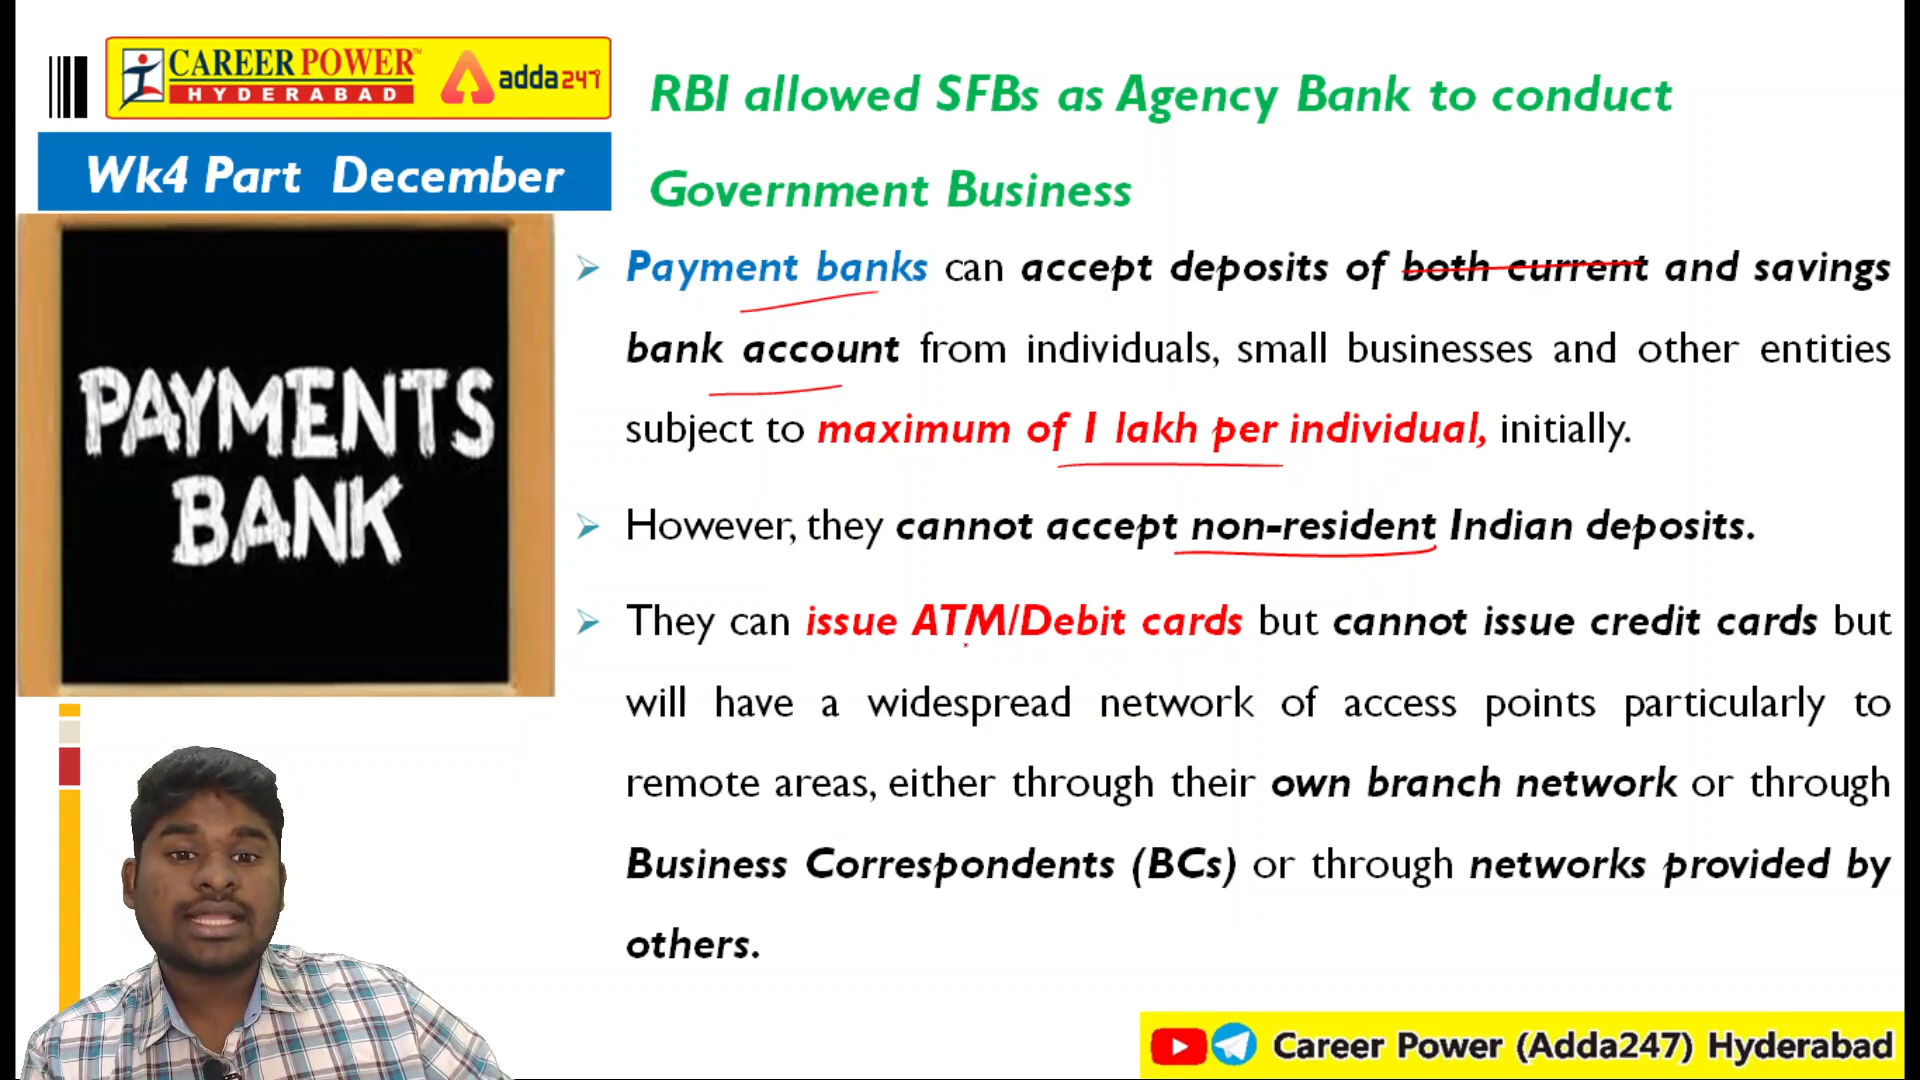 CAREER POWER™
HYDERABAD
adda247
Wk4 Part December
RBI allowed SFBs as Agency Bank to conduct
Government Business
PAYMENTS
BANK
Payment banks can accept deposits of both current and savings
bank account from individuals, small businesses and other entities
subject to maximum of 1 lakh per individual, initially.
However, they cannot accept non-resident Indian deposits.
They can issue ATM/Debit cards but cannot issue credit cards but
will have a widespread network of access points particularly to
remote areas, either through their own branch network or through
Business Correspondents (BCs) or through networks provided by
others.
Career Power (Adda247) Hyderabad